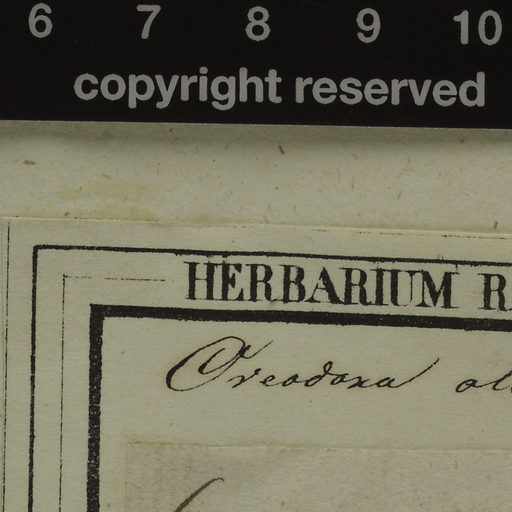 6 7 8 9 10
copyright reserved
HERBARIUM
Oreodoxa